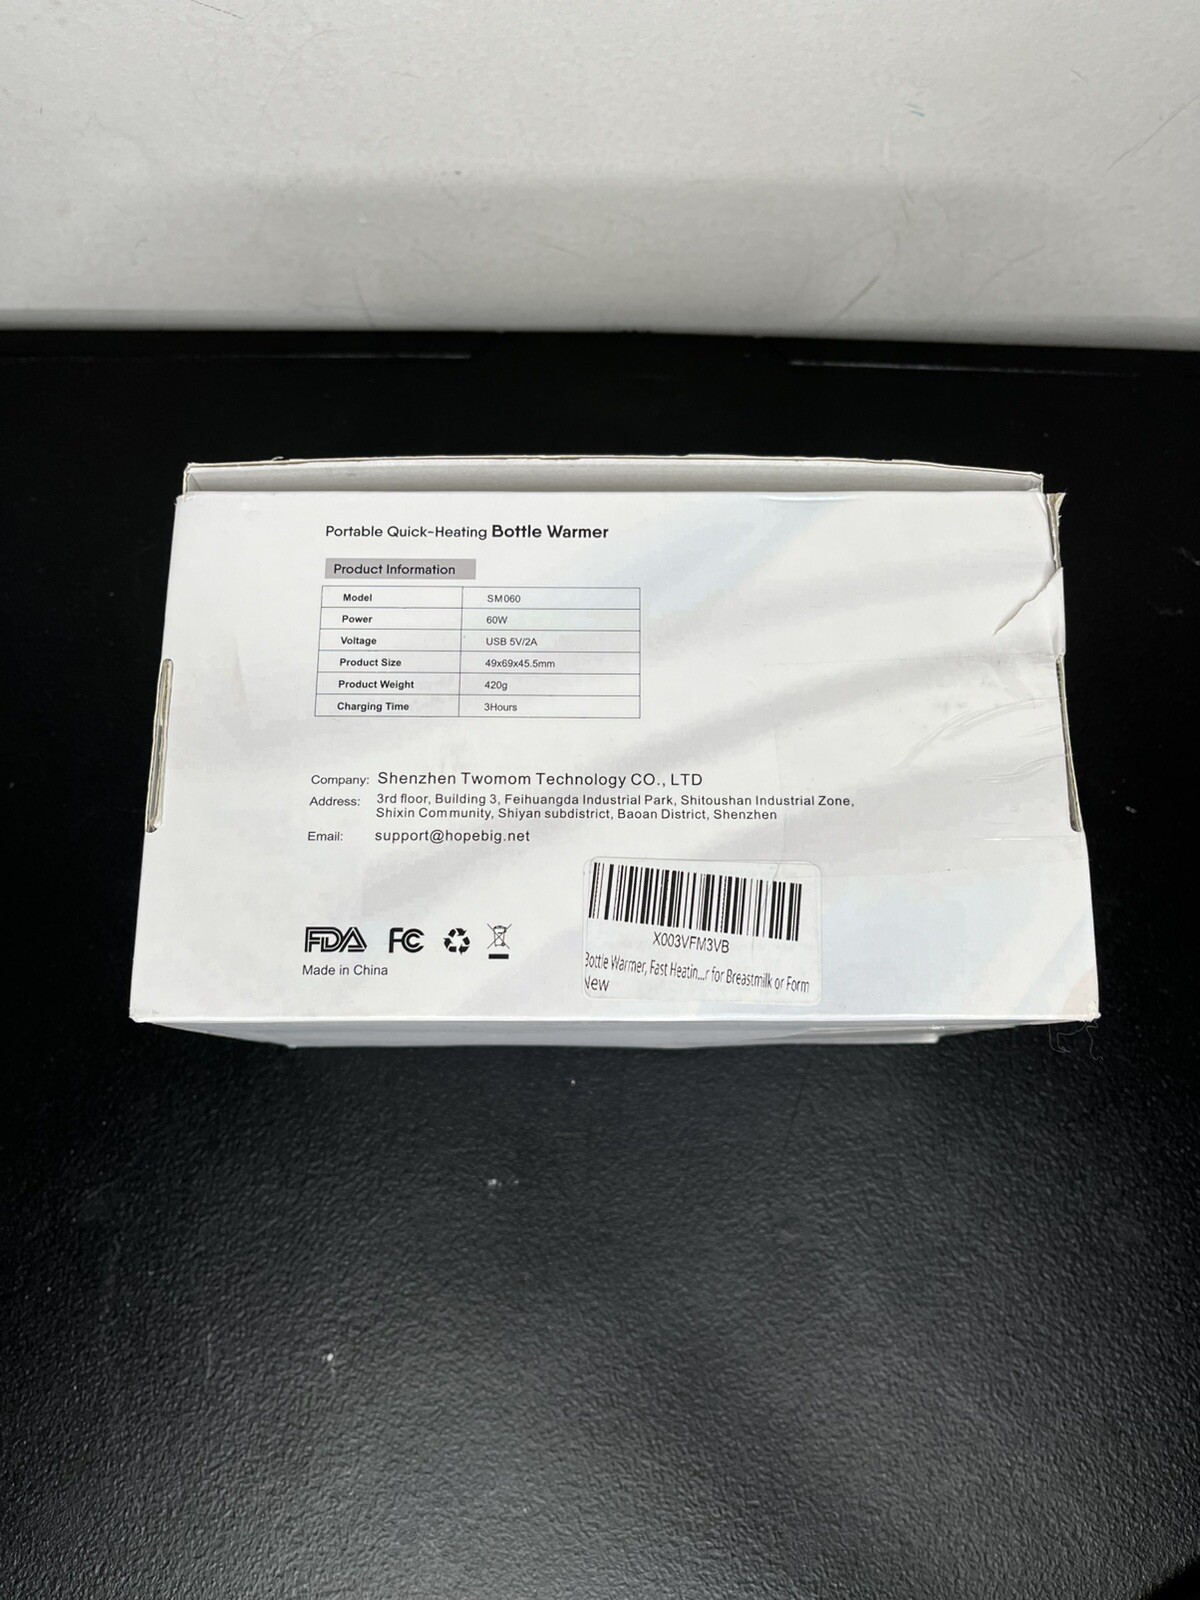 Portable Quick-Heating Bottle Warmer
Product Information
Model SM060
Power 60W
Voltage USB 5V/2A
Product Size 49x69x45.5mm
Product Weight 420g
Charging Time 3Hours
Company: Shenzhen Twomom Technology CO., LTD
Address: 3rd floor, Building 3, Feihuangda Industrial Park, Shitoushan Industrial Zone,
Shixin Community, Shiyan subdistrict, Baoan District, Shenzhen
Email: support@hopebig.net
FDA FC
Made in China
X003VFM3VB
Bottle Warmer, Fast Heatin...r for Breastmilk or Form
New